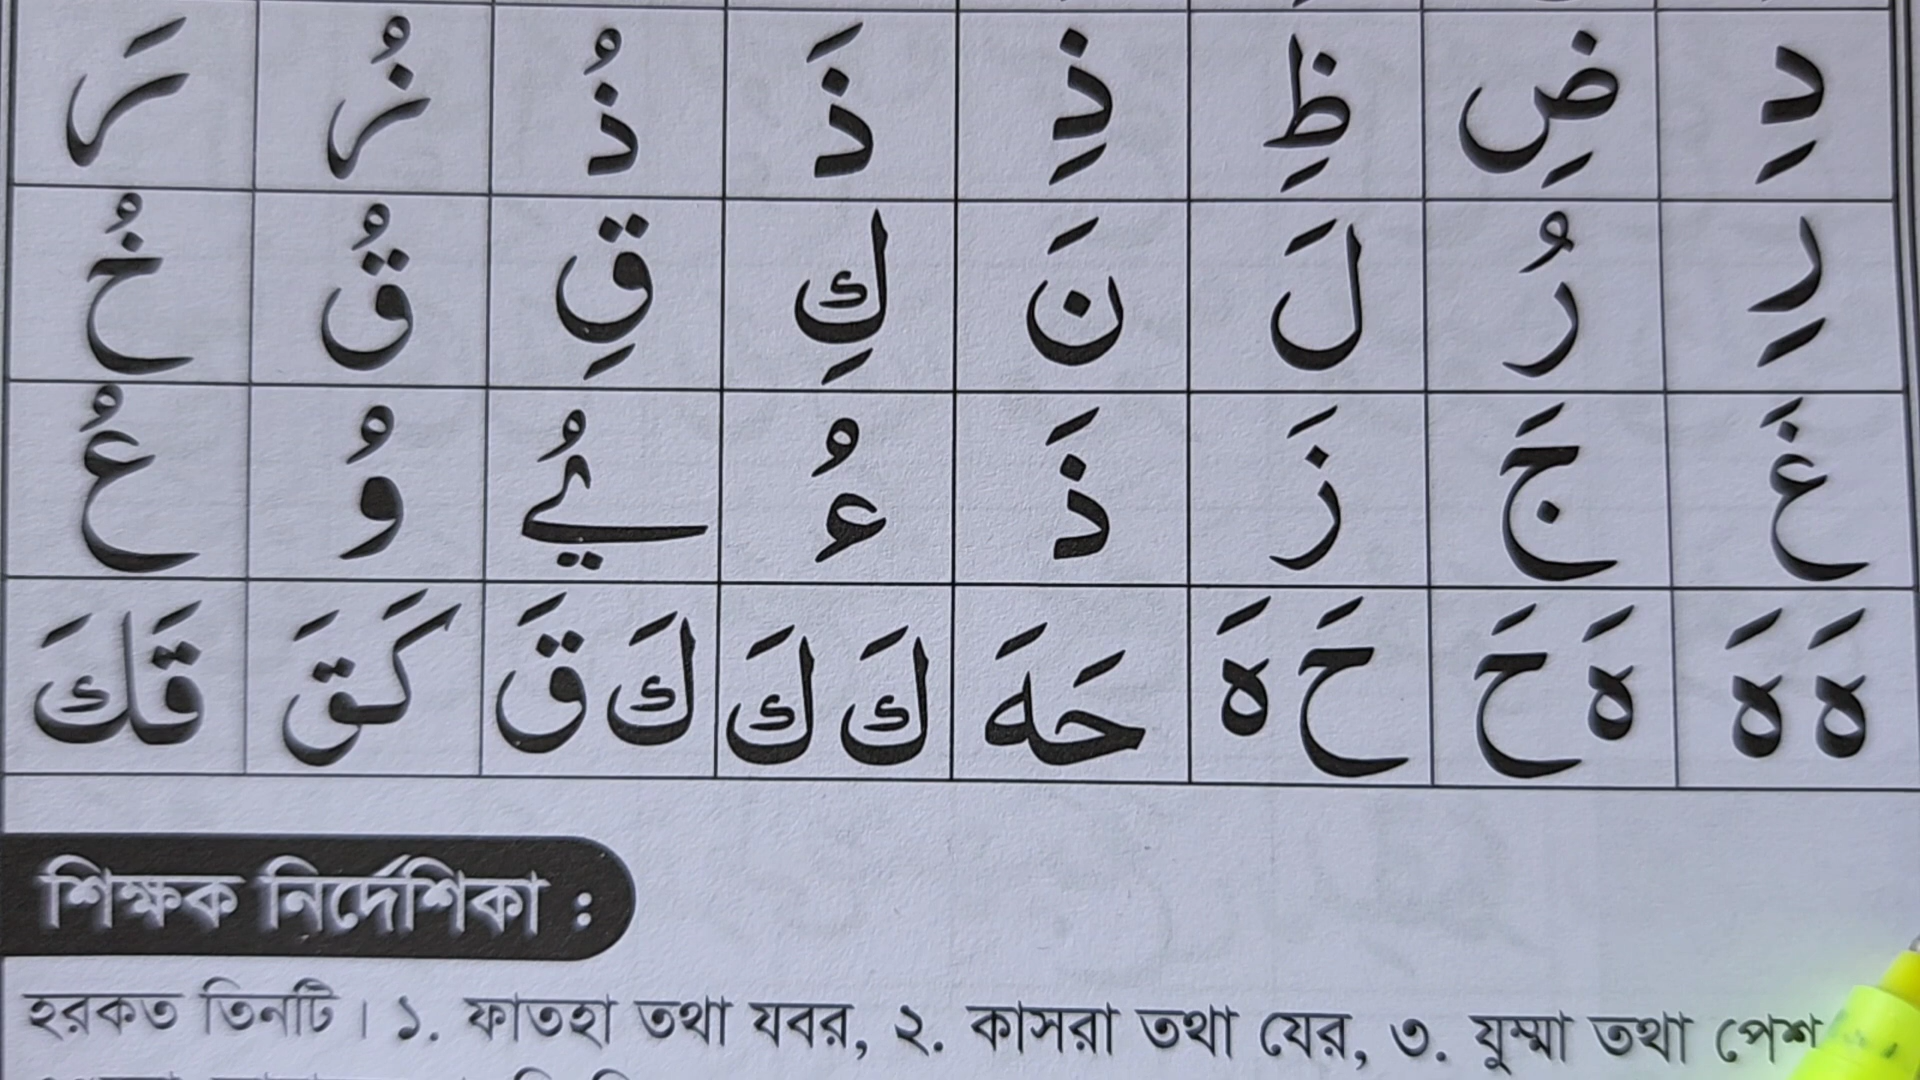 دِ ضِ ظِ ذِ ذَ ذُ زُ رَ
رِ رُ لَ نَ كِ قِ قُ خُ
غَ جَ زَ ذَ ءُ يُ وُ عُ
هَ هَ هَ حَ حَ هَ حَهَ كَ كَ كَ قَ كَقَ قَكَ
শিক্ষক নির্দেশিকা :
হরকত তিনটি। ১. ফাতহা তথা যবর, ২. কাসরা তথা যের, ৩. যুম্মা তথা পেশ